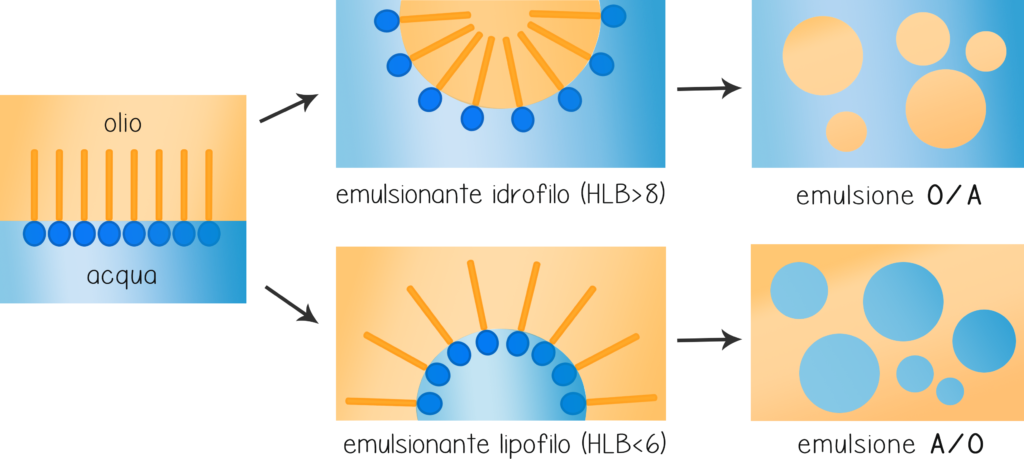 olio
acqua
emulsionante idrofilo (HLB>8)
emulsione O/A
emulsionante lipofilo (HLB<6)
emulsione A/O